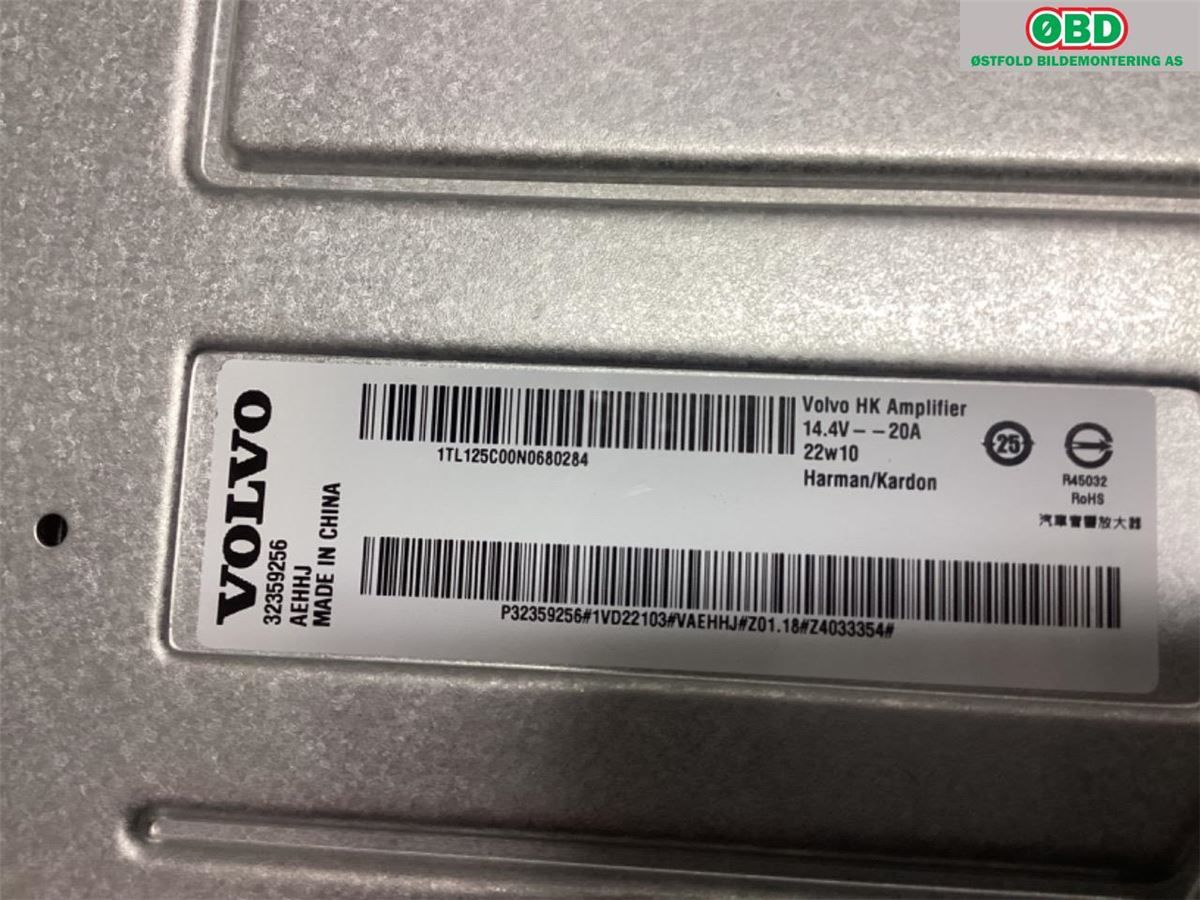 ØBD
ØSTFOLD BILDEMONTERING AS
VOLVO
32359256
AEHHJ
MADE IN CHINA
1TL125C00N0680284
Volvo HK Amplifier
14.4V - - 20A
22w10
Harman/Kardon
25
R45032
RoHS
汽車音響放大器
P32359256#1VD22103#VAEHHJ#Z01.18#Z4033354#